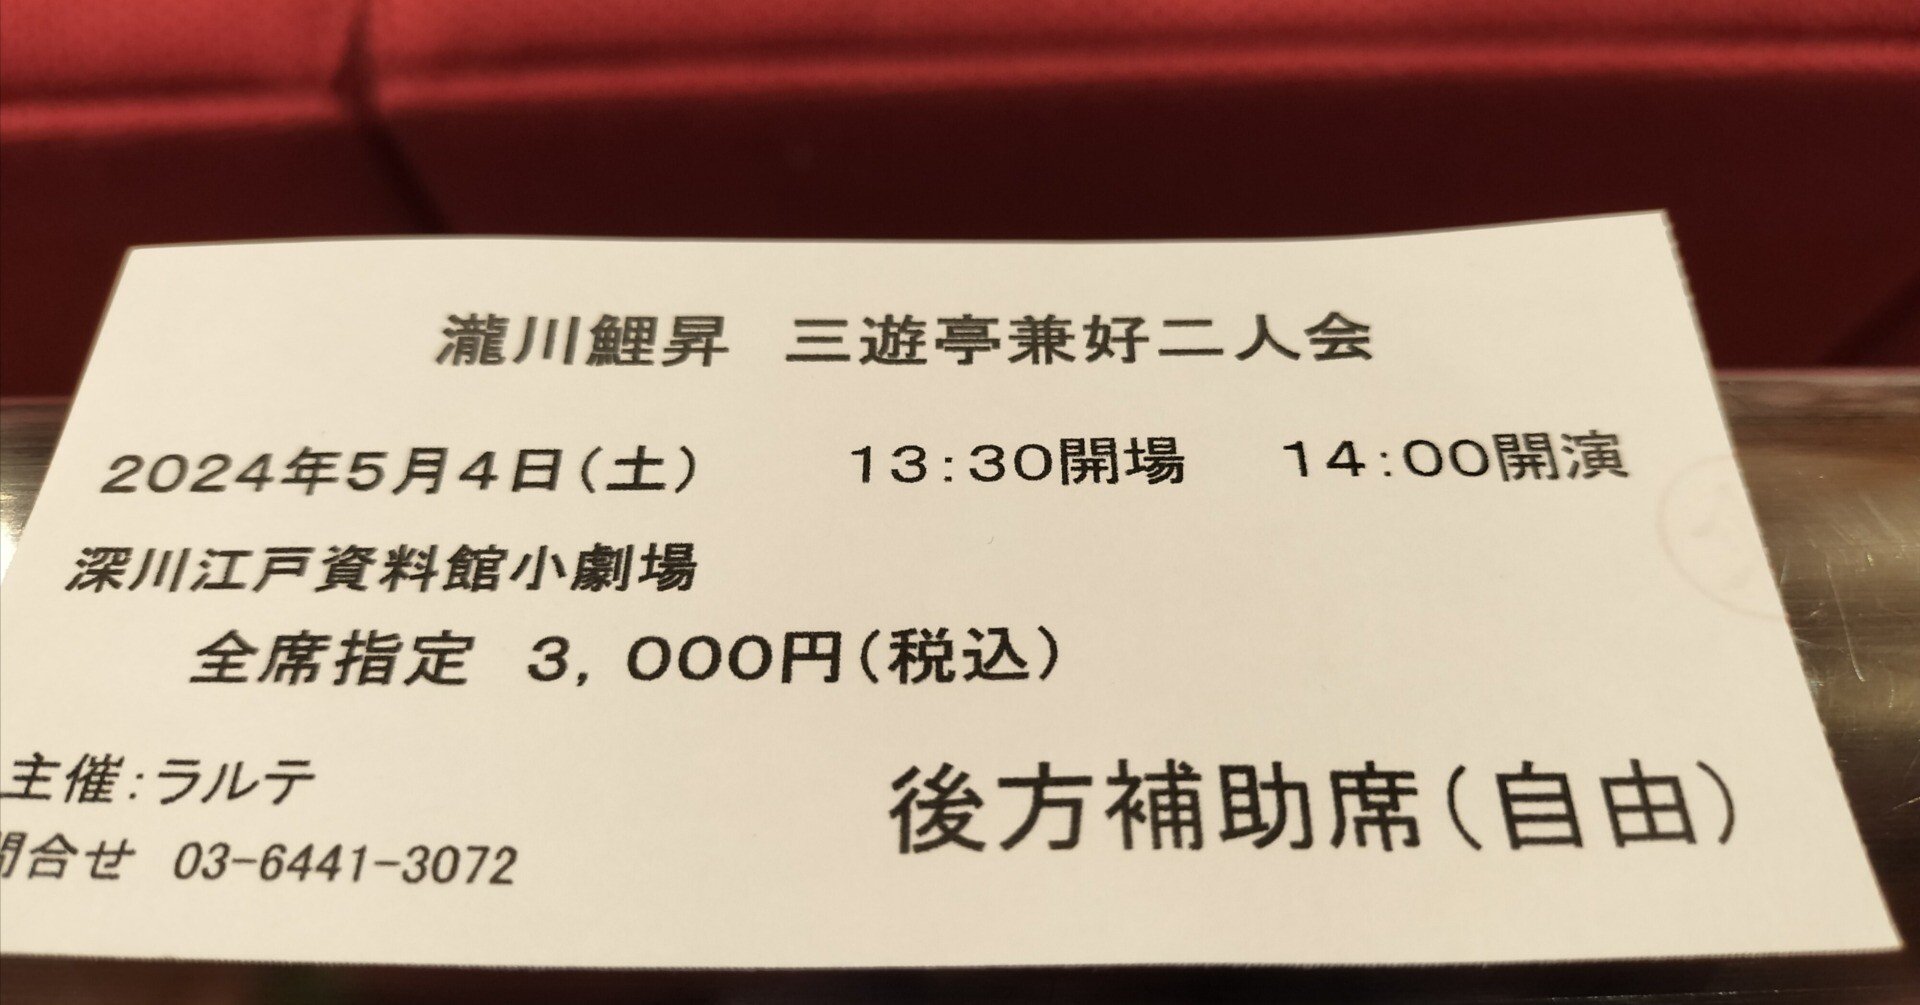 瀧川鯉昇　三遊亭兼好二人会
2024年5月4日(土)　13:30開場　14:00開演
深川江戸資料館小劇場
全席指定　3,000円(税込)
主催:ラルテ
問合せ　03-6441-3072
後方補助席(自由)